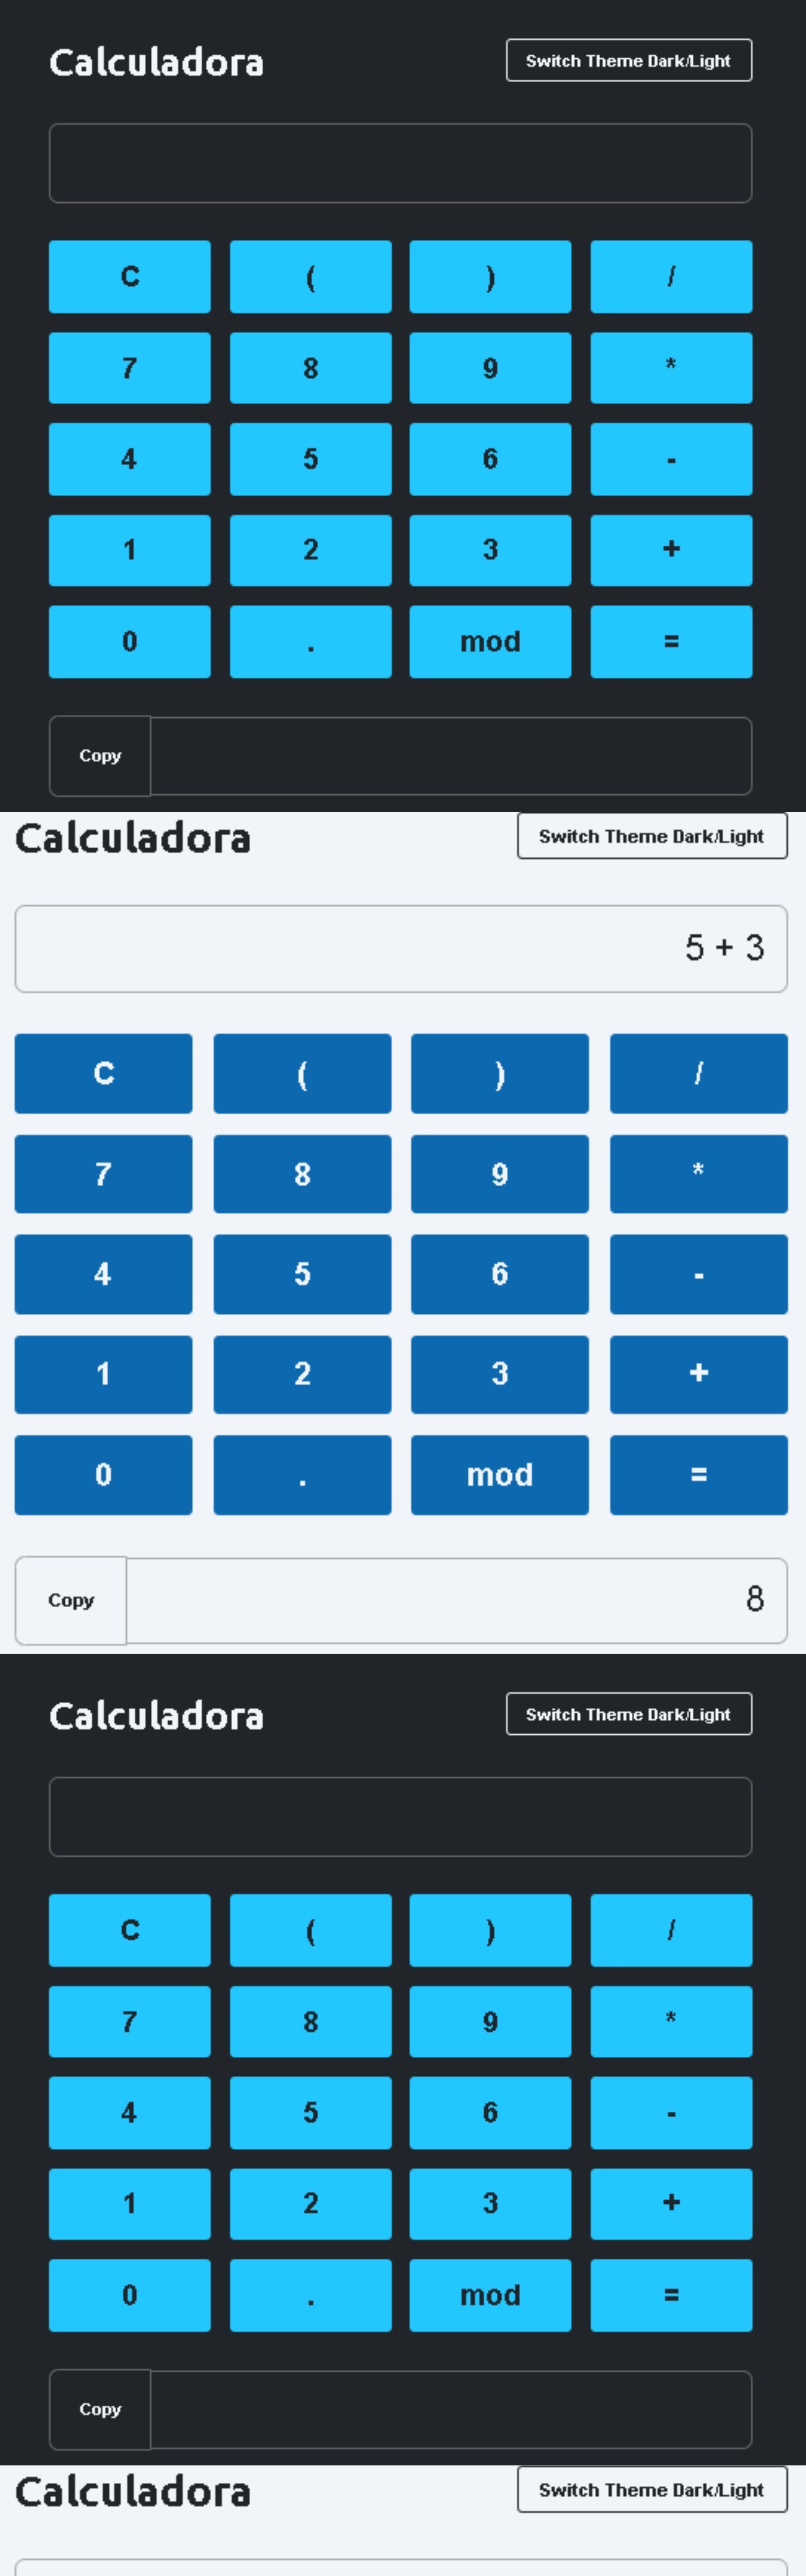 Calculadora Switch Theme Dark/Light
C ( ) /
7 8 9 *
4 5 6 -
1 2 3 +
0 . mod =
Copy
Calculadora Switch Theme Dark/Light
5 + 3
C ( ) /
7 8 9 *
4 5 6 -
1 2 3 +
0 . mod =
Copy 8
Calculadora Switch Theme Dark/Light
C ( ) /
7 8 9 *
4 5 6 -
1 2 3 +
0 . mod =
Copy
Calculadora Switch Theme Dark/Light